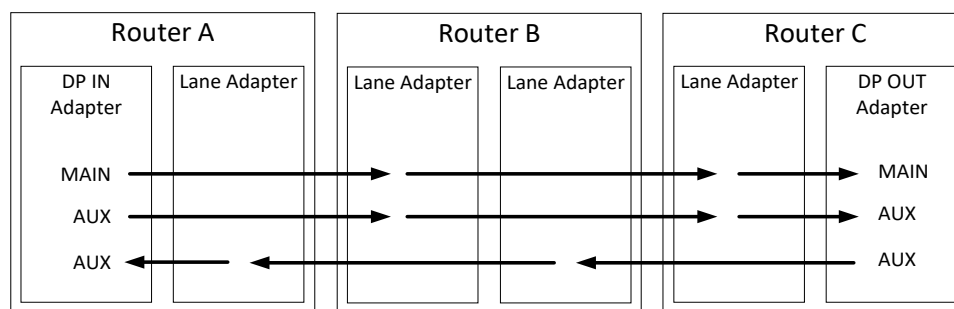 Router A
Router B
Router C
DP IN
Adapter
Lane Adapter
Lane Adapter
Lane Adapter
Lane Adapter
DP OUT
Adapter
MAIN
MAIN
AUX
AUX
AUX
AUX